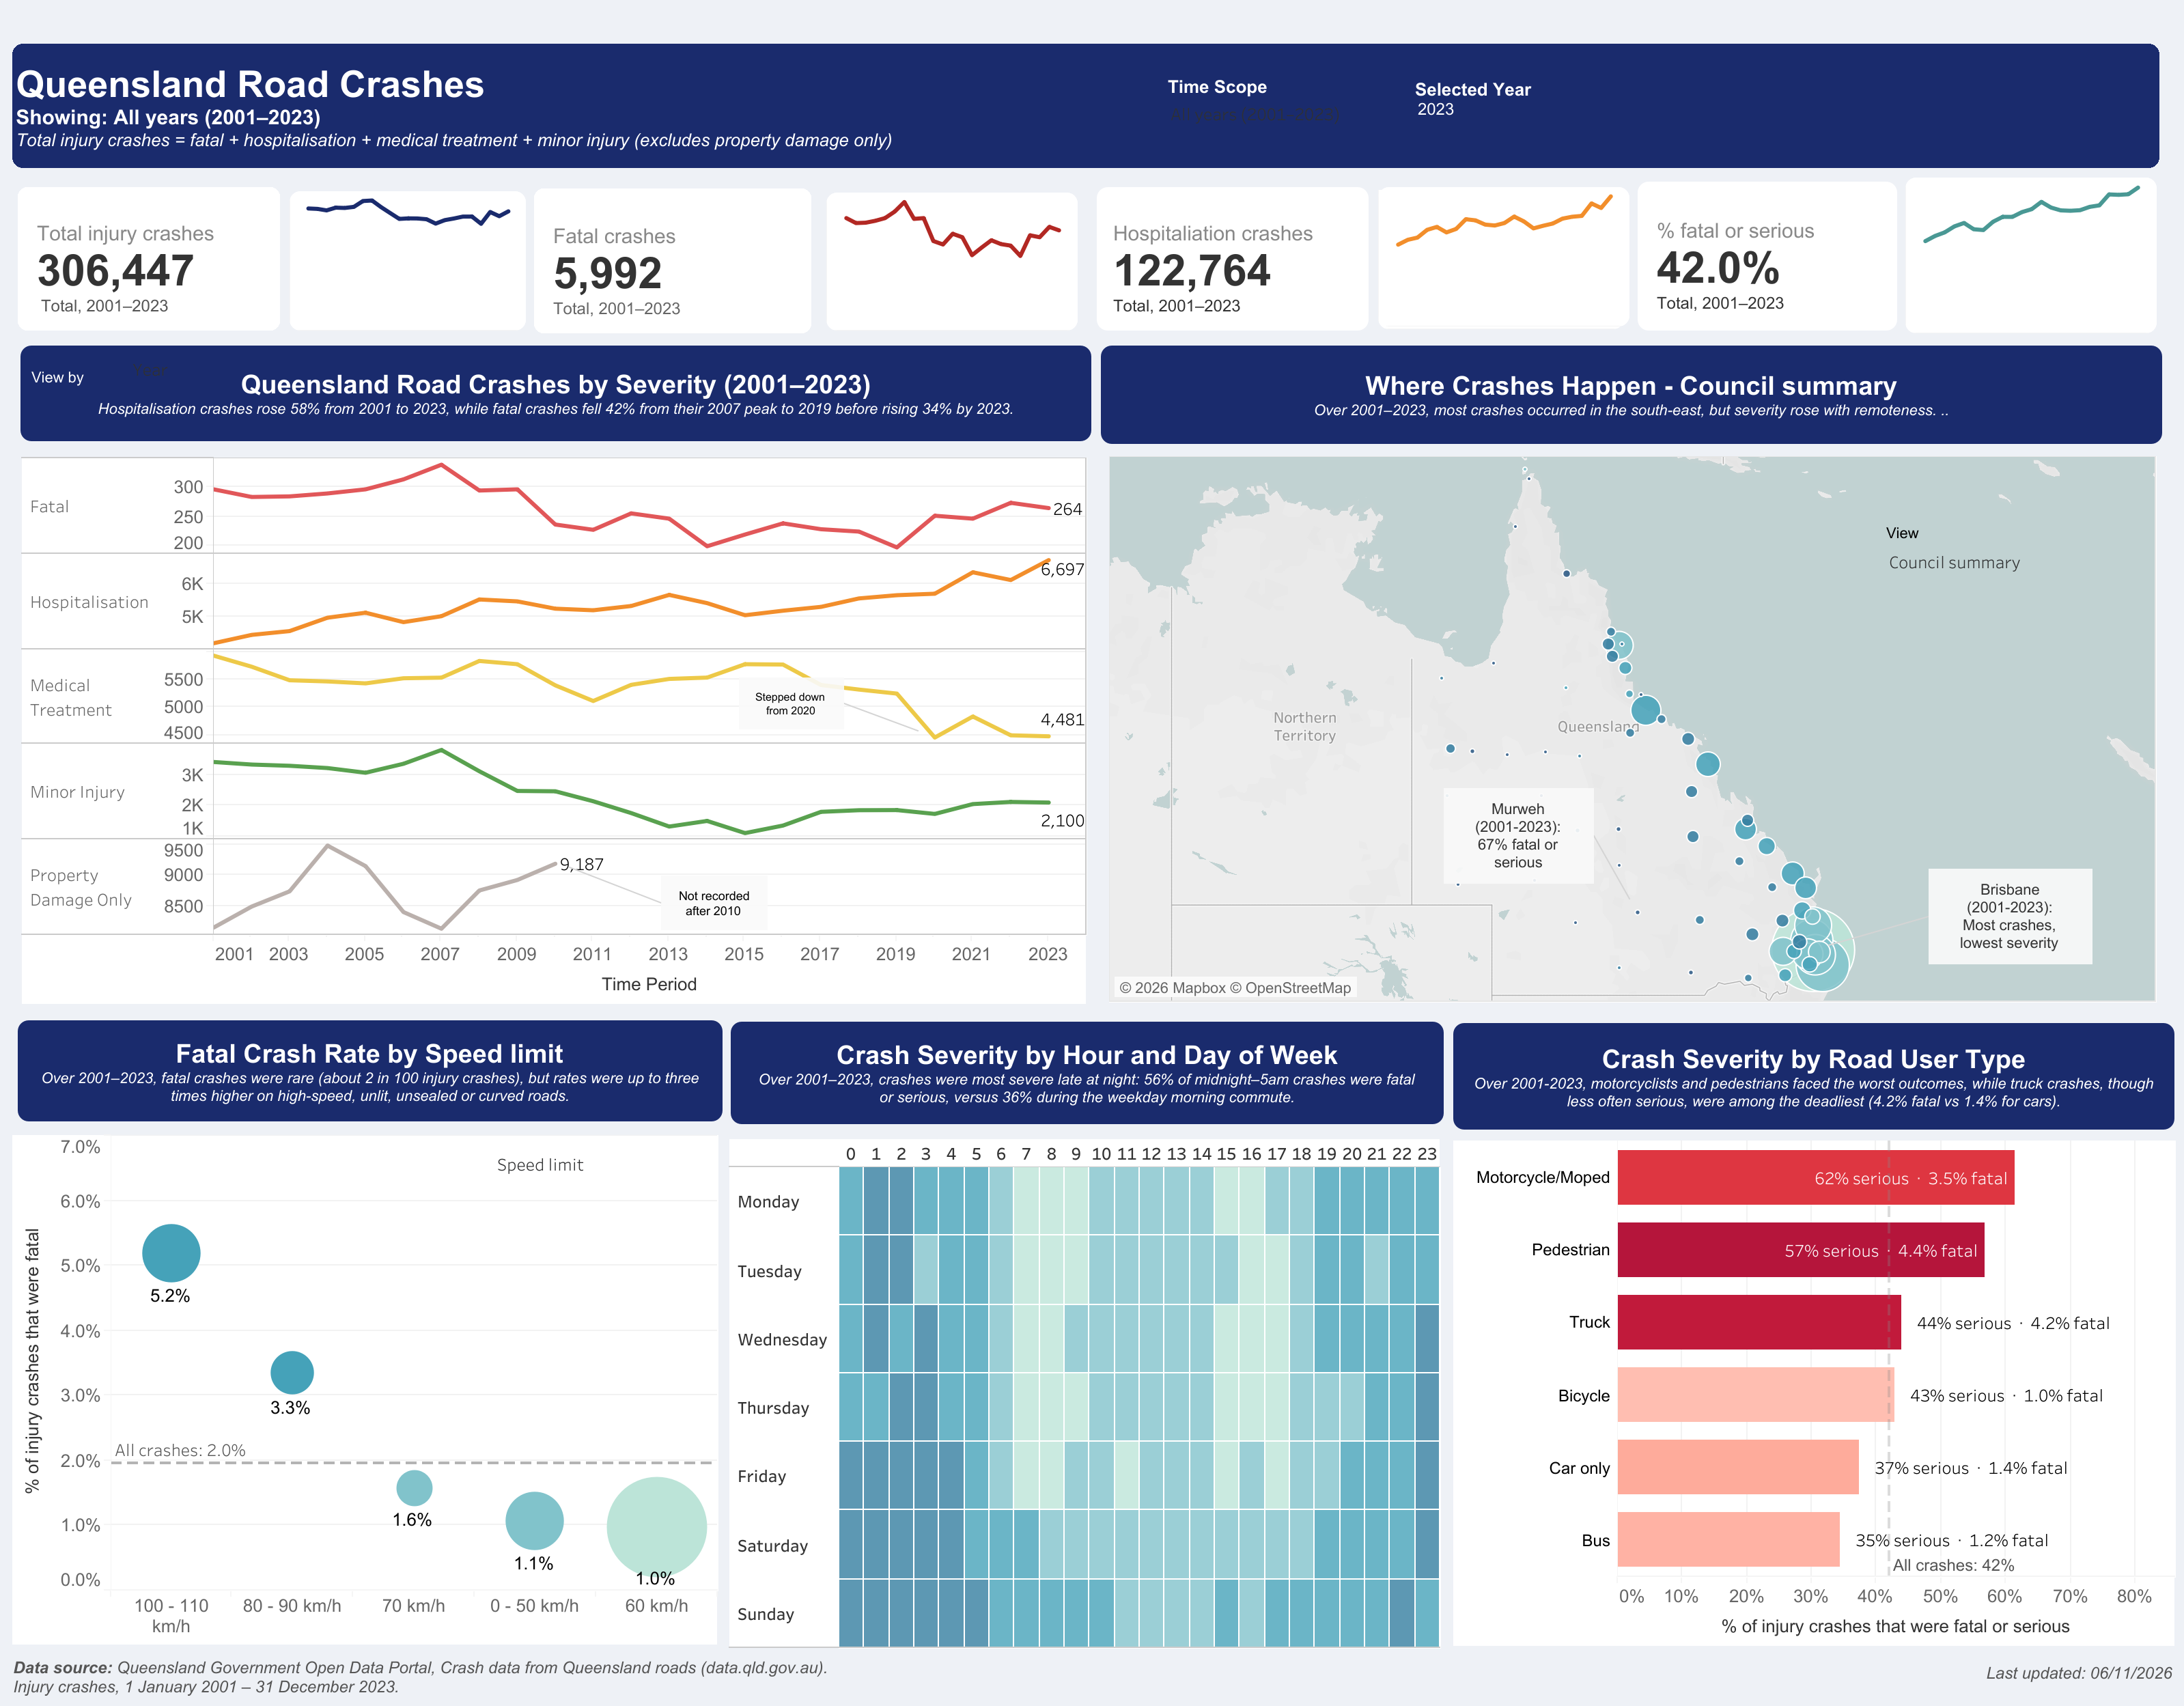 Queensland Road Crashes
Showing: All years (2001–2023)
Total injury crashes = fatal + hospitalisation + medical treatment + minor injury (excludes property damage only)
Time Scope
All years (2001–2023)
Selected Year
2023
Total injury crashes
306,447
Total, 2001–2023
Fatal crashes
5,992
Total, 2001–2023
Hospitaliation crashes
122,764
Total, 2001–2023
% fatal or serious
42.0%
Total, 2001–2023
View by
Year
Queensland Road Crashes by Severity (2001–2023)
Hospitalisation crashes rose 58% from 2001 to 2023, while fatal crashes fell 42% from their 2007 peak to 2019 before rising 34% by 2023.
Fatal
300
250
200
264
Hospitalisation
6K
5K
6,697
Medical
Treatment
5500
5000
4500
Stepped down
from 2020
4,481
Minor Injury
3K
2K
1K
2,100
Property
Damage Only
9500
9000
8500
9,187
Not recorded
after 2010
2001 2003 2005 2007 2009 2011 2013 2015 2017 2019 2021 2023
Time Period
Where Crashes Happen - Council summary
Over 2001–2023, most crashes occurred in the south-east, but severity rose with remoteness. ..
View
Council summary
Northern
Territory
Queensland
Murweh
(2001-2023):
67% fatal or
serious
Brisbane
(2001-2023):
Most crashes,
lowest severity
© 2026 Mapbox © OpenStreetMap
Fatal Crash Rate by Speed limit
Over 2001–2023, fatal crashes were rare (about 2 in 100 injury crashes), but rates were up to three
times higher on high-speed, unlit, unsealed or curved roads.
Speed limit
% of injury crashes that were fatal
7.0%
6.0%
5.0%
4.0%
3.0%
2.0%
1.0%
0.0%
5.2%
3.3%
All crashes: 2.0%
1.6%
1.1%
1.0%
100 - 110
km/h
80 - 90 km/h
70 km/h
0 - 50 km/h
60 km/h
Crash Severity by Hour and Day of Week
Over 2001–2023, crashes were most severe late at night: 56% of midnight–5am crashes were fatal
or serious, versus 36% during the weekday morning commute.
0 1 2 3 4 5 6 7 8 9 10 11 12 13 14 15 16 17 18 19 20 21 22 23
Monday
Tuesday
Wednesday
Thursday
Friday
Saturday
Sunday
Crash Severity by Road User Type
Over 2001-2023, motorcyclists and pedestrians faced the worst outcomes, while truck crashes, though
less often serious, were among the deadliest (4.2% fatal vs 1.4% for cars).
Motorcycle/Moped
62% serious · 3.5% fatal
Pedestrian
57% serious · 4.4% fatal
Truck
44% serious · 4.2% fatal
Bicycle
43% serious · 1.0% fatal
Car only
37% serious · 1.4% fatal
Bus
35% serious · 1.2% fatal
All crashes: 42%
0% 10% 20% 30% 40% 50% 60% 70% 80%
% of injury crashes that were fatal or serious
Data source: Queensland Government Open Data Portal, Crash data from Queensland roads (data.qld.gov.au).
Injury crashes, 1 January 2001 – 31 December 2023.
Last updated: 06/11/2026